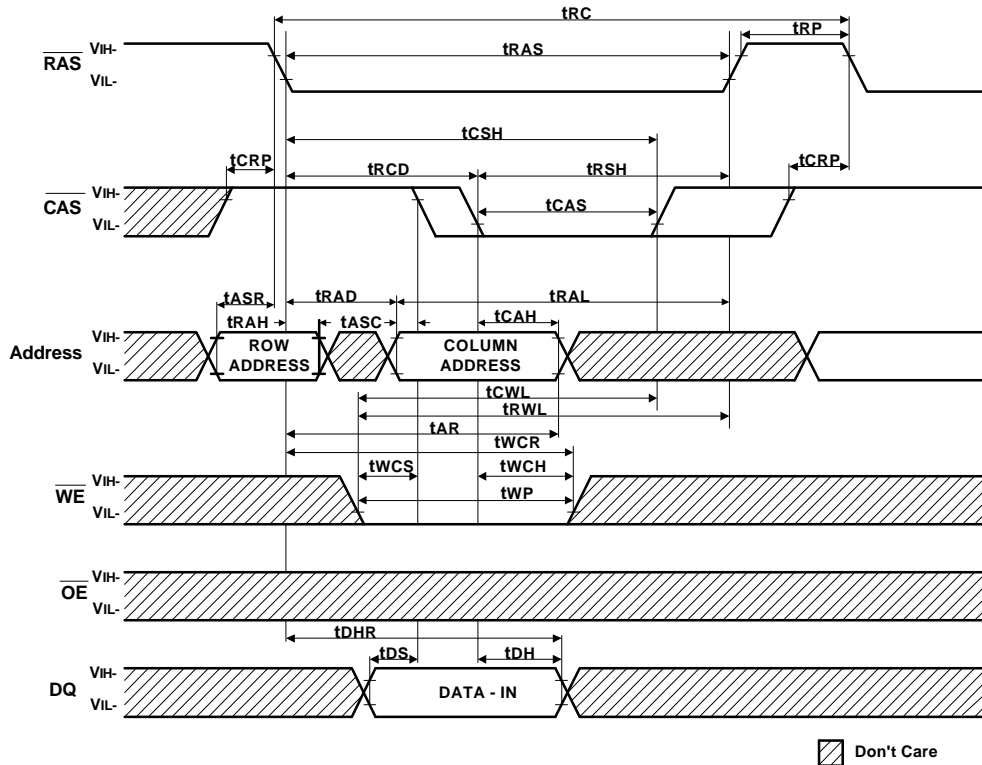 tRC
tRP
RAS
VIH-
VIL-
tRAS
tCSH
tCRP
tRCD
tRSH
tCRP
CAS
VIH-
VIL-
tCAS
tASR
tRAD
tRAL
tRAH
tASC
tCAH
Address
VIH-
VIL-
ROW
ADDRESS
COLUMN
ADDRESS
tCWL
tRWL
tAR
tWCR
tWCS
tWCH
tWP
WE
VIH-
VIL-
OE
VIH-
VIL-
tDHR
tDS
tDH
DQ
VIH-
VIL-
DATA - IN
Don't Care